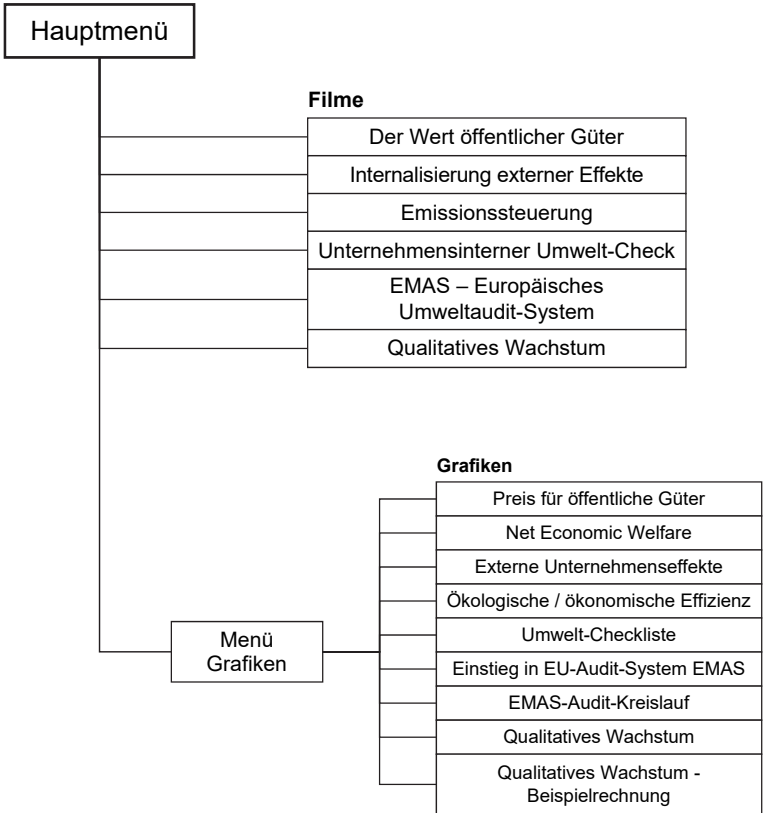 Hauptmenü
Filme
Der Wert öffentlicher Güter
Internalisierung externer Effekte
Emissionssteuerung
Unternehmensinterner Umwelt-Check
EMAS – Europäisches
Umweltaudit-System
Qualitatives Wachstum
Grafiken
Preis für öffentliche Güter
Net Economic Welfare
Externe Unternehmenseffekte
Ökologische / ökonomische Effizienz
Umwelt-Checkliste
Einstieg in EU-Audit-System EMAS
EMAS-Audit-Kreislauf
Qualitatives Wachstum
Qualitatives Wachstum -
Beispielrechnung
Menü
Grafiken